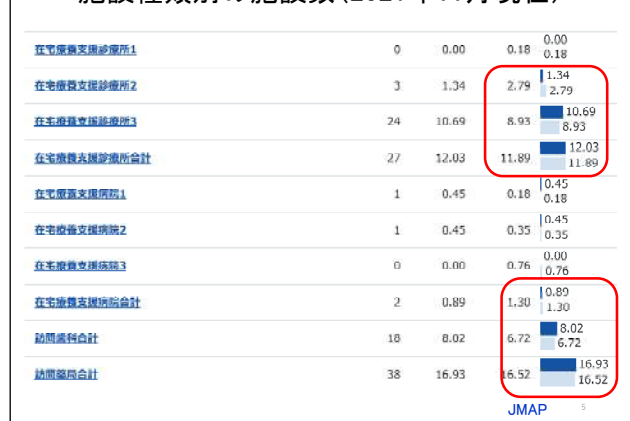 施設種類別の施設数(2021年11月現在)
在宅療養支援診療所1 0 0.00 0.18 0.00 0.18
在宅療養支援診療所2 3 1.34 2.79 1.34 2.79
在宅療養支援診療所3 24 10.69 8.93 10.69 8.93
在宅療養支援診療所合計 27 12.03 11.89 12.03 11.89
在宅療養支援病院1 1 0.45 0.18 0.45 0.18
在宅療養支援病院2 1 0.45 0.35 0.45 0.35
在宅療養支援病院3 0 0.00 0.76 0.00 0.76
在宅療養支援病院合計 2 0.89 1.30 0.89 1.30
訪問歯科合計 18 8.02 6.72 8.02 6.72
訪問薬局合計 38 16.93 16.52 16.93 16.52
JMAP 5